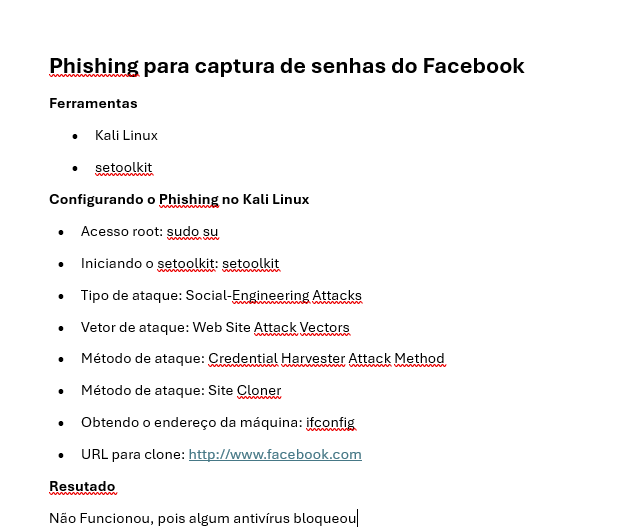 Phishing para captura de senhas do Facebook
Ferramentas
• Kali Linux
• setoolkit
Configurando o Phishing no Kali Linux
• Acesso root: sudo su
• Iniciando o setoolkit: setoolkit
• Tipo de ataque: Social-Engineering Attacks
• Vetor de ataque: Web Site Attack Vectors
• Método de ataque: Credential Harvester Attack Method
• Método de ataque: Site Cloner
• Obtendo o endereço da máquina: ifconfig
• URL para clone: http://www.facebook.com
Resutado
Não Funcionou, pois algum antivírus bloqueou